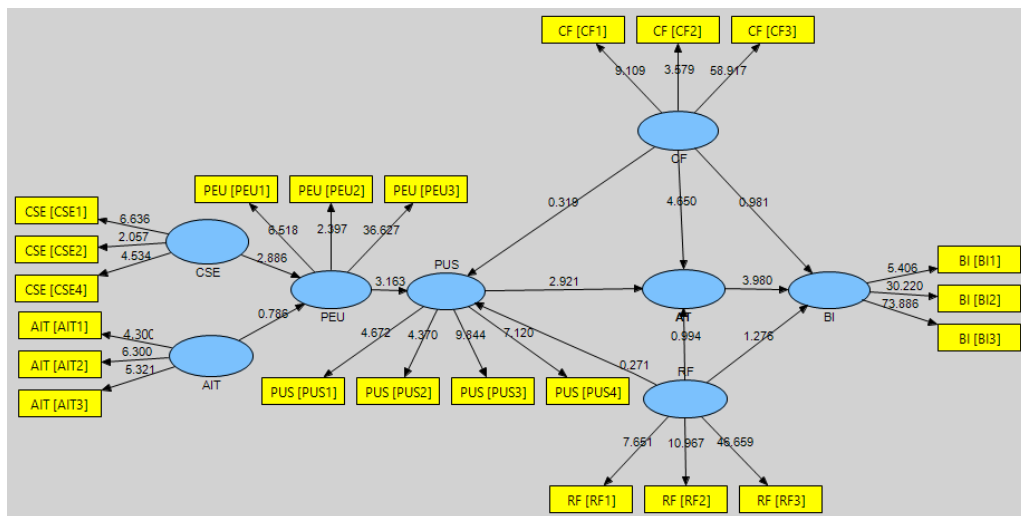 CF [CF1]
CF [CF2]
CF [CF3]
9.109
3.579
58.917
CF
PEU [PEU1]
PEU [PEU2]
PEU [PEU3]
6.518
2.397
36.627
CSE [CSE1]
CSE [CSE2]
CSE [CSE4]
6.636
2.057
4.534
CSE
2.886
0.319
4.650
0.981
PUS
PEU
3.163
2.921
AT
3.980
BI
5.406
30.220
73.886
BI [BI1]
BI [BI2]
BI [BI3]
AIT [AIT1]
AIT [AIT2]
AIT [AIT3]
4.300
6.300
5.321
AIT
0.786
4.672
4.370
9.844
7.120
PUS [PUS1]
PUS [PUS2]
PUS [PUS3]
PUS [PUS4]
0.271
0.994
1.276
RF
7.651
10.967
46.659
RF [RF1]
RF [RF2]
RF [RF3]